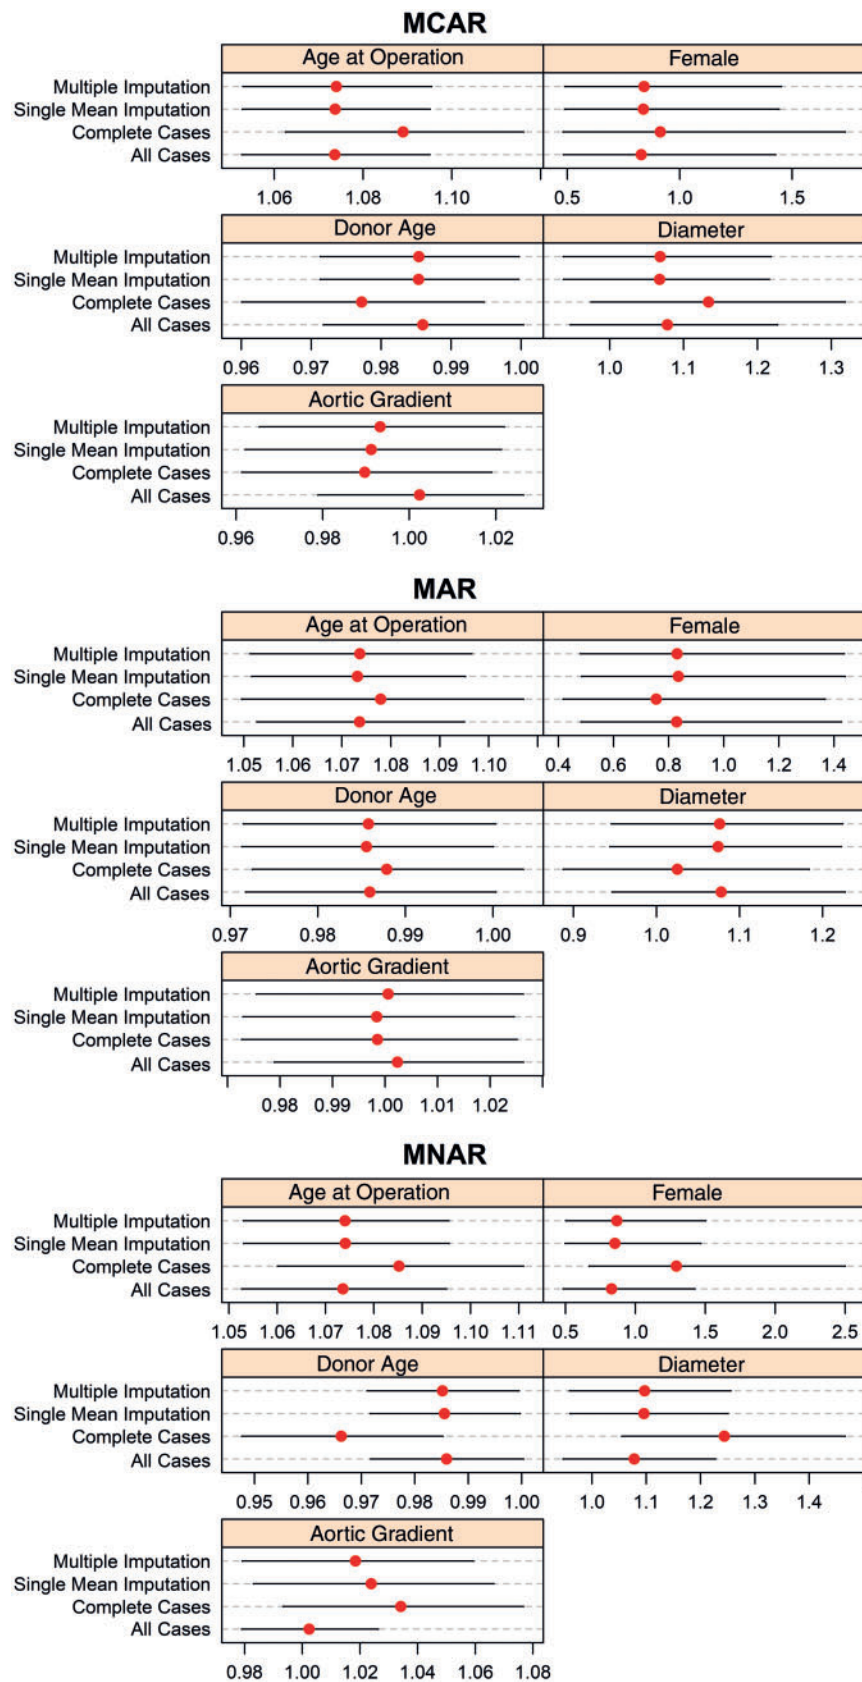 MCAR
Age at Operation Female
Multiple Imputation
Single Mean Imputation
Complete Cases
All Cases
1.06 1.08 1.10 0.5 1.0 1.5
Donor Age Diameter
Multiple Imputation
Single Mean Imputation
Complete Cases
All Cases
0.96 0.97 0.98 0.99 1.00 1.0 1.1 1.2 1.3
Aortic Gradient
Multiple Imputation
Single Mean Imputation
Complete Cases
All Cases
0.96 0.98 1.00 1.02
MAR
Age at Operation Female
Multiple Imputation
Single Mean Imputation
Complete Cases
All Cases
1.05 1.06 1.07 1.08 1.09 1.10 0.4 0.6 0.8 1.0 1.2 1.4
Donor Age Diameter
Multiple Imputation
Single Mean Imputation
Complete Cases
All Cases
0.97 0.98 0.99 1.00 0.9 1.0 1.1 1.2
Aortic Gradient
Multiple Imputation
Single Mean Imputation
Complete Cases
All Cases
0.98 0.99 1.00 1.01 1.02
MNAR
Age at Operation Female
Multiple Imputation
Single Mean Imputation
Complete Cases
All Cases
1.05 1.06 1.07 1.08 1.09 1.10 1.11 0.5 1.0 1.5 2.0 2.5
Donor Age Diameter
Multiple Imputation
Single Mean Imputation
Complete Cases
All Cases
0.95 0.96 0.97 0.98 0.99 1.00 1.0 1.1 1.2 1.3 1.4
Aortic Gradient
Multiple Imputation
Single Mean Imputation
Complete Cases
All Cases
0.98 1.00 1.02 1.04 1.06 1.08